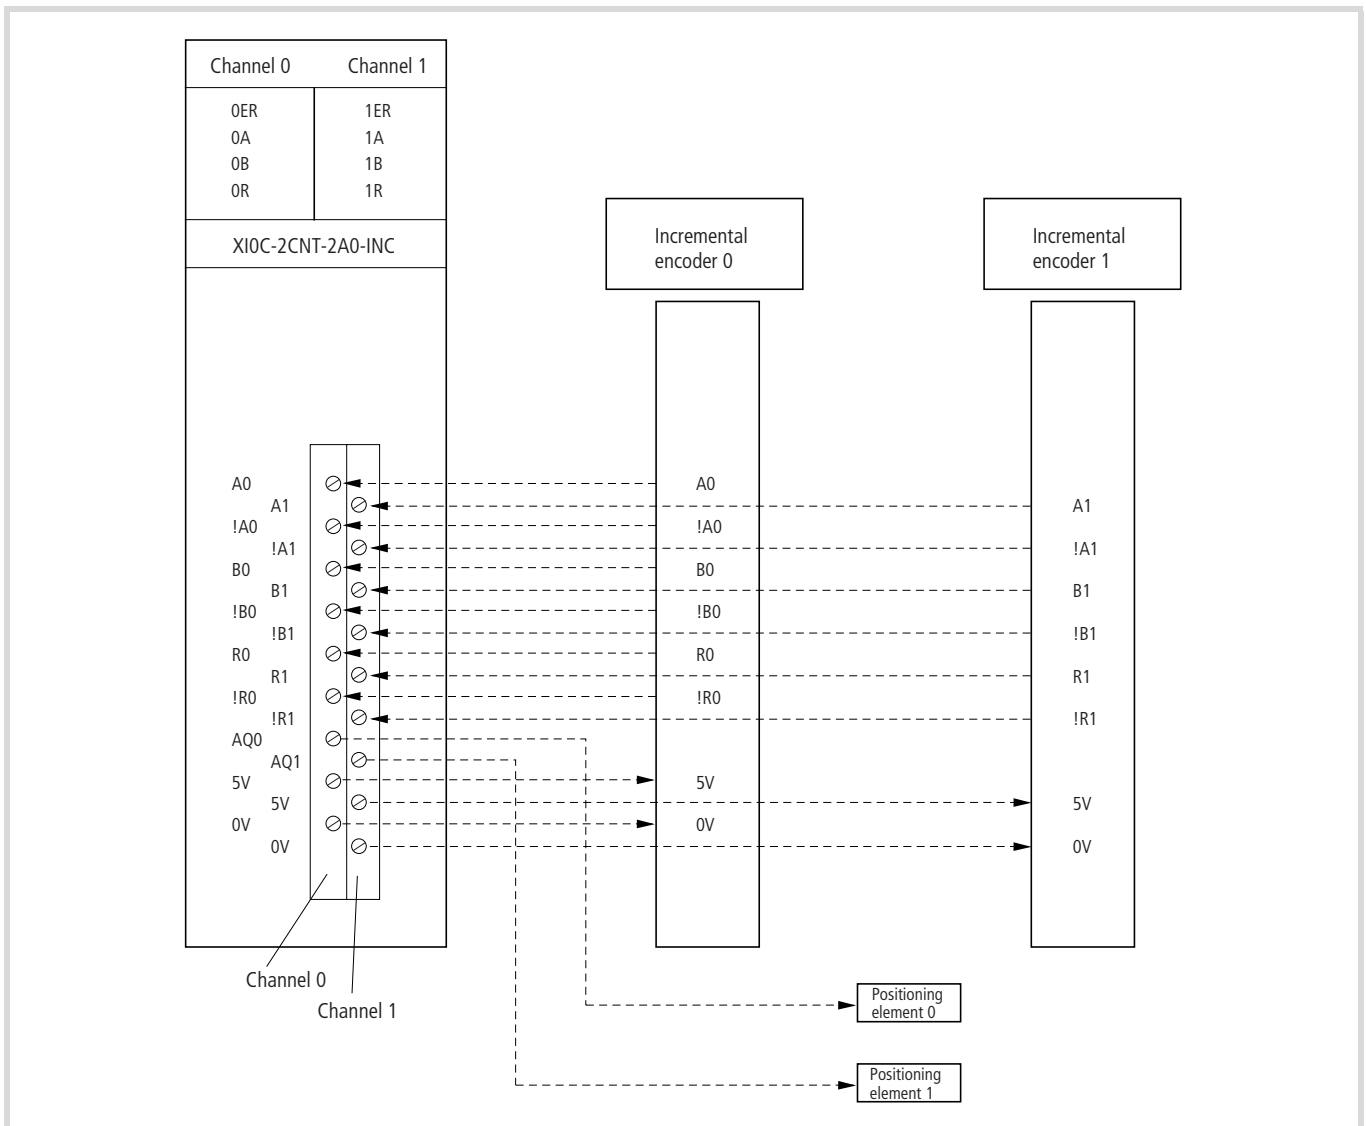 Channel 0 Channel 1
0ER 1ER
0A 1A
0B 1B
0R 1R
XI0C-2CNT-2A0-INC
Incremental
encoder 0
Incremental
encoder 1
A0
A1
!A0
!A1
B0
B1
!B0
!B1
R0
R1
!R0
!R1
AQ0
AQ1
5V
5V
0V
0V
A0
!A0
B0
!B0
R0
!R0
5V
0V
A1
!A1
B1
!B1
R1
!R1
5V
0V
Channel 0
Channel 1
Positioning
element 0
Positioning
element 1